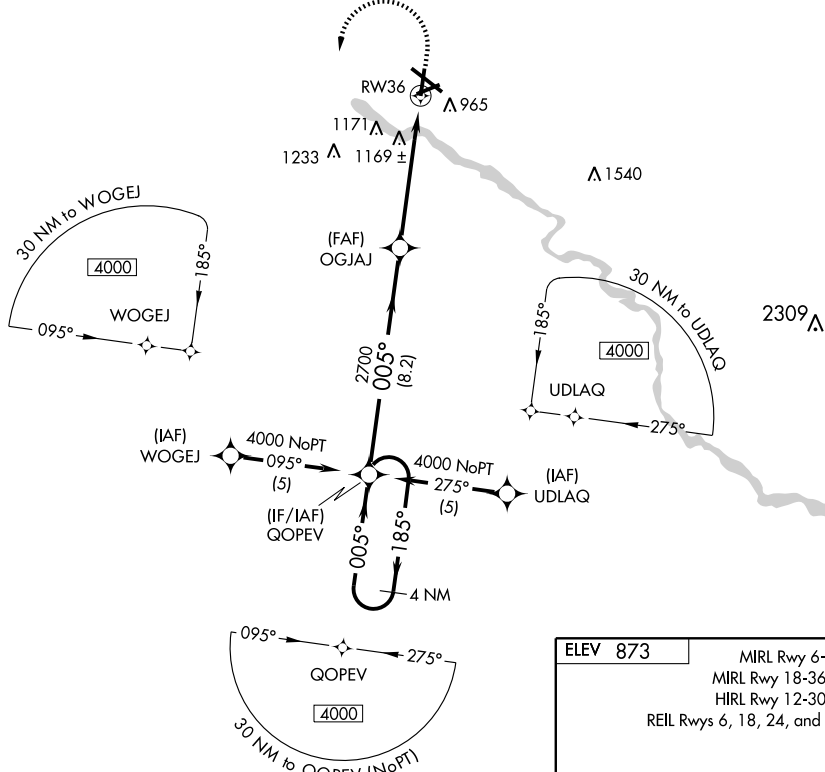 RW36
965
1171
1233
1169 ±
1540
30 NM to WOGEJ
4000
185°
WOGEJ
095°
(FAF)
OGJAJ
30 NM to UDLAQ
2309
185°
4000
UDLAQ
275°
2700
005°
(8.2)
(IAF)
WOGEJ
4000 NoPT
095°
(5)
4000 NoPT
275°
(5)
(IAF)
UDLAQ
(IF/IAF)
QOPEV
005°
185°
4 NM
095°
275°
QOPEV
4000
30 NM to QOPEV (NoPT)
ELEV 873
MIRL Rwy 6-
MIRL Rwy 18-36
HIRL Rwy 12-30
REIL Rwys 6, 18, 24, and